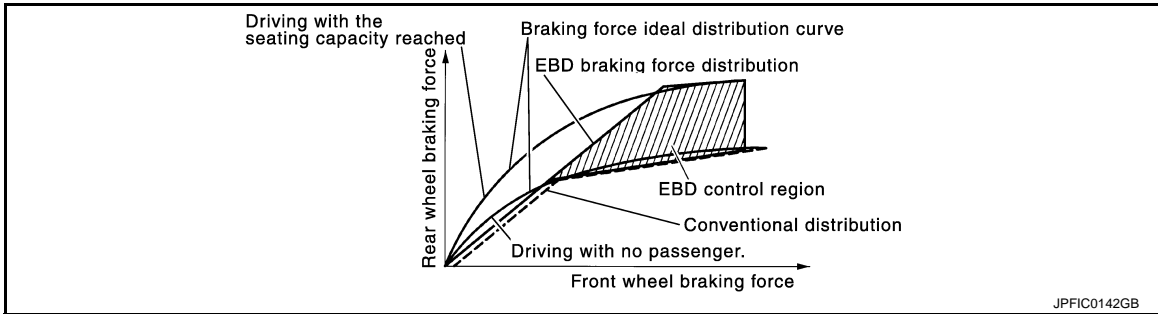 Driving with the
seating capacity reached
Braking force ideal distribution curve
EBD braking force distribution
Rear wheel braking force
EBD control region
Conventional distribution
Driving with no passenger.
Front wheel braking force
JPFIC0142GB